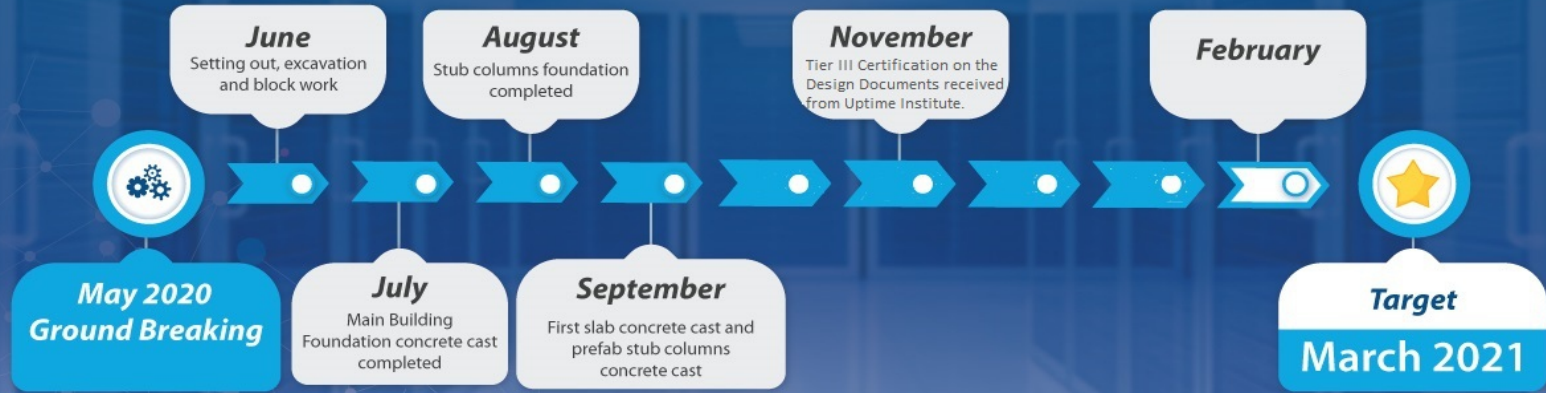 May 2020
Ground Breaking
June
Setting out, excavation
and block work
July
Main Building
Foundation concrete cast
completed
August
Stub columns foundation
completed
September
First slab concrete cast and
prefab stub columns
concrete cast
November
Tier III Certification on the
Design Documents received
from Uptime Institute.
February
Target
March 2021